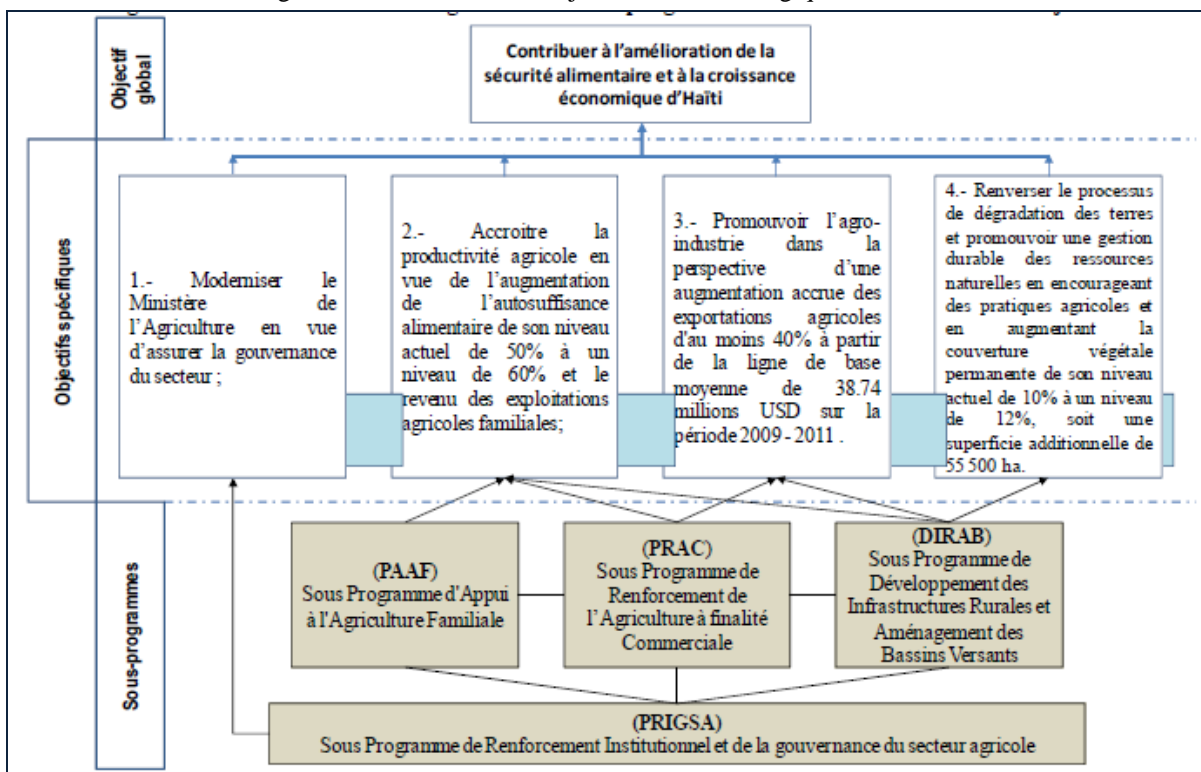 Objectif
global
Contribuer à l'amélioration de la
sécurité alimentaire et à la croissance
économique d'Haïti
Objectifs spécifiques
1.- Moderniser le
Ministère de
l'Agriculture en vue
d'assurer la gouvernance
du secteur ;
2.- Accroitre la
productivité agricole en
vue de l'augmentation
de l'autosuffisance
alimentaire de son niveau
actuel de 50% à un
niveau de 60% et le
revenu des exploitations
agricoles familiales;
3.- Promouvoir l'agro-
industrie dans la
perspective d'une
augmentation accrue des
exportations agricoles
d'au moins 40% à partir
de la ligne de base
moyenne de 38.74
millions USD sur la
période 2009 - 2011 .
4.- Renverser le processus
de dégradation des terres
et promouvoir une gestion
durable des ressources
naturelles en encourageant
des pratiques agricoles et
en augmentant la
couverture végétale
permanente de son niveau
actuel de 10% à un niveau
de 12%, soit une
superficie additionnelle de
55 500 ha.
Sous-programmes
(PAAF)
Sous Programme d'Appui
à l'Agriculture Familiale
(PRAC)
Sous Programme de
Renforcement de
l'Agriculture à finalité
Commerciale
(DIRAB)
Sous Programme de
Développement des
Infrastructures Rurales et
Aménagement des
Bassins Versants
(PRIGSA)
Sous Programme de Renforcement Institutionnel et de la gouvernance du secteur agricole